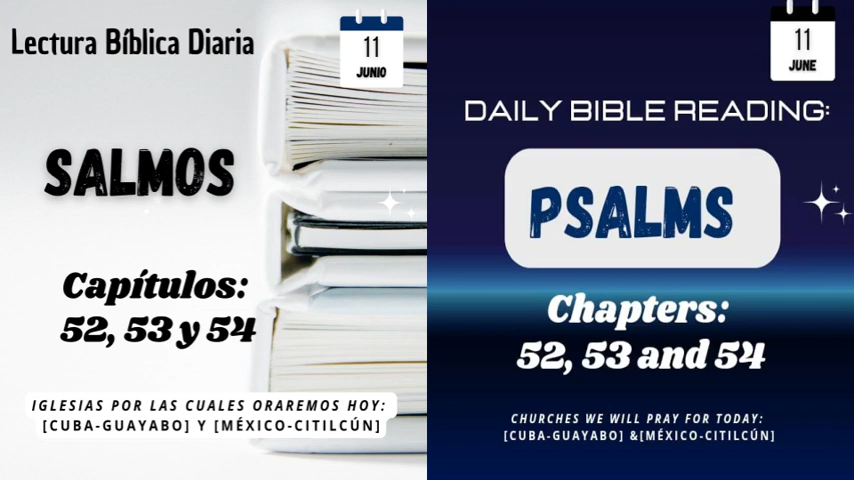 Lectura Bíblica Diaria
11
JUNIO
SALMOS
Capítulos:
52, 53 y 54
IGLESIAS POR LAS CUALES ORAREMOS HOY:
[CUBA-GUAYABO] Y [MÉXICO-CITILCÚN]
11
JUNE
DAILY BIBLE READING:
PSALMS
Chapters:
52, 53 and 54
CHURCHES WE WILL PRAY FOR TODAY:
[CUBA-GUAYABO] &[MÉXICO-CITILCÚN]